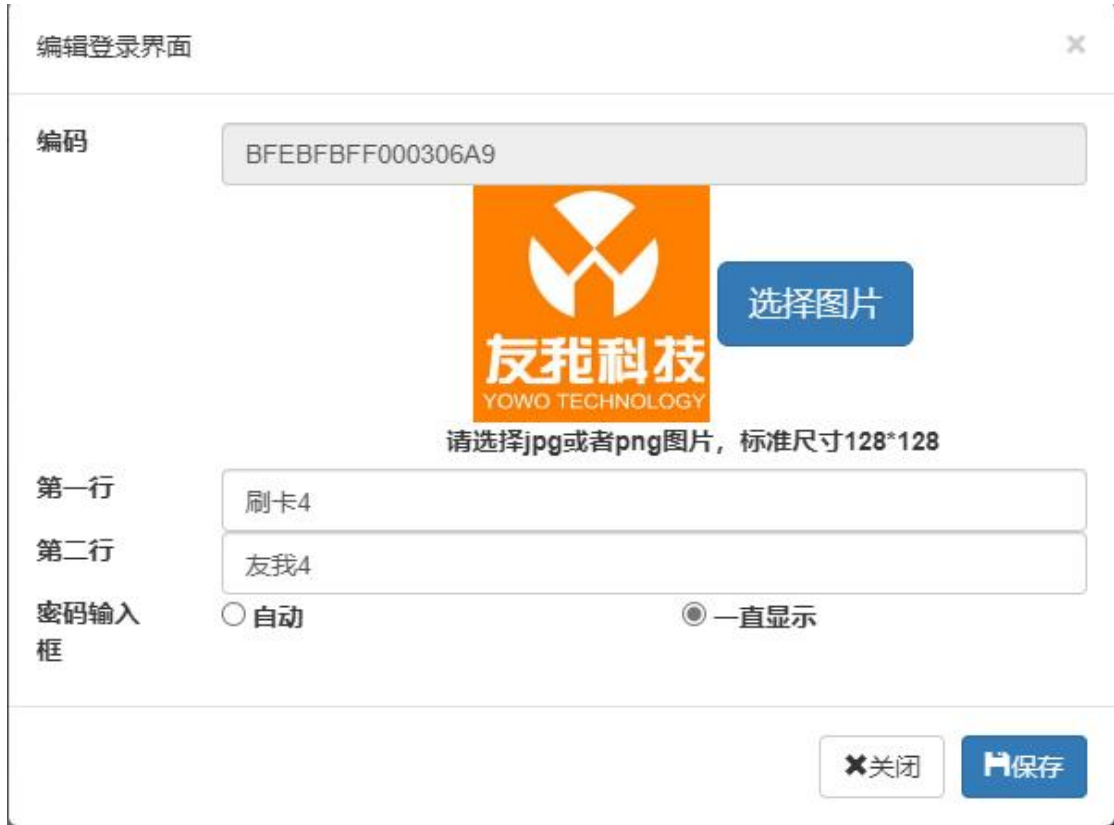 编辑登录界面
×
编码
BFEBFBFF000306A9
友我科技
YOWO TECHNOLOGY
选择图片
请选择jpg或者png图片，标准尺寸128*128
第一行
刷卡4
第二行
友我4
密码输入框
自动
一直显示
关闭
保存